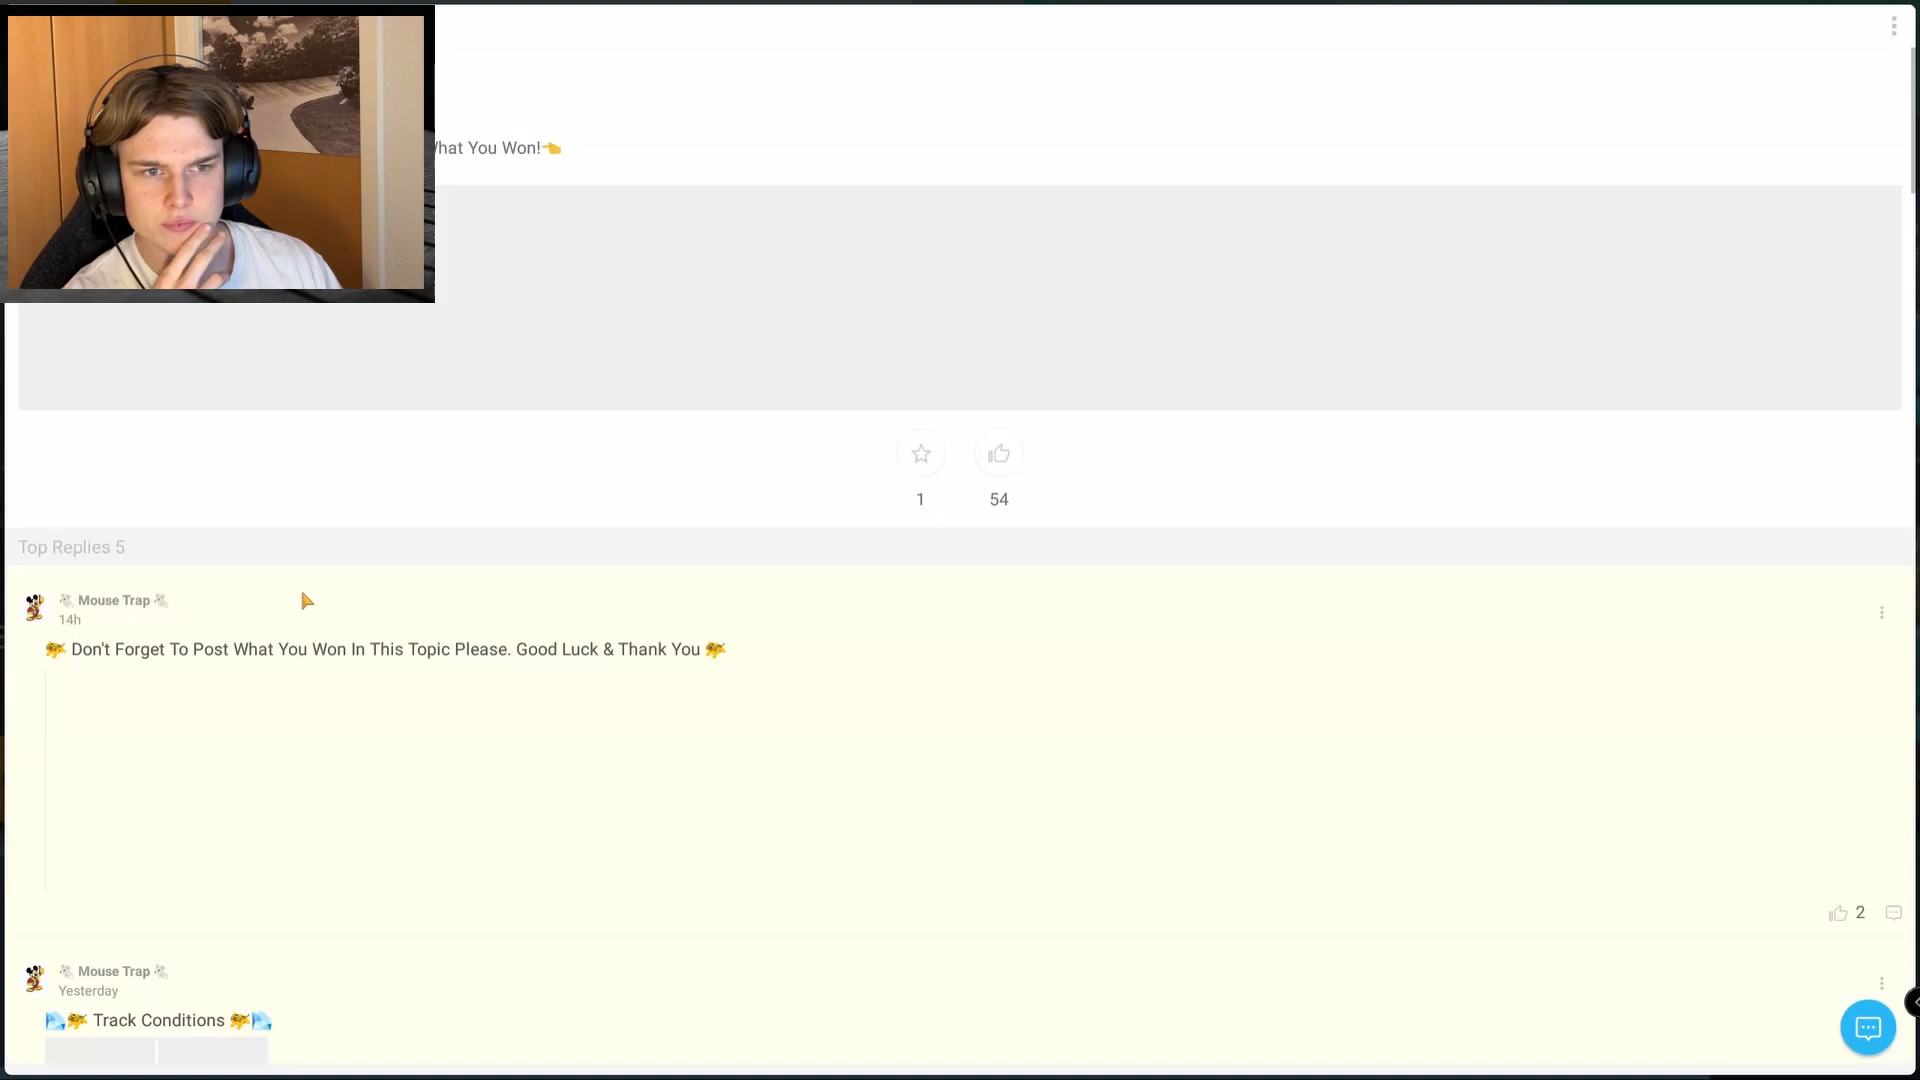 hat You Won!👈
1
54
Top Replies 5
🐁 Mouse Trap 🐁
14h
🐆 Don't Forget To Post What You Won In This Topic Please. Good Luck & Thank You 🐆
2
🐁 Mouse Trap 🐁
Yesterday
🧊🐆 Track Conditions 🐆🧊